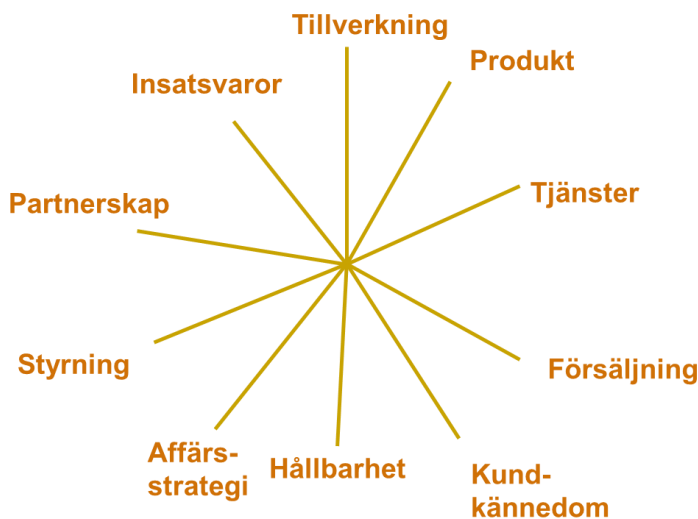 Tillverkning
Produkt
Insatsvaror
Tjänster
Partnerskap
Styrning
Försäljning
Affärs-
strategi
Hållbarhet
Kund-
kännedom